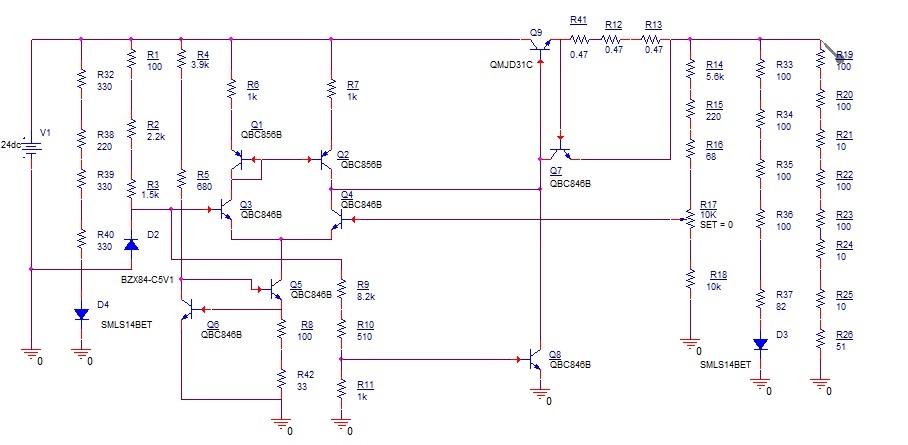 V1
24dc
R32
330
R38
220
R39
330
R40
330
D4
SMLS14BET
0
0
R1
100
R2
2.2k
R3
1.5k
D2
BZX84-C5V1
R4
3.9k
R5
680
Q6
QBC846B
R6
1k
Q1
QBC856B
Q3
QBC846B
R7
1k
Q2
QBC856B
Q4
QBC846B
Q5
QBC846B
R8
100
R42
33
0
R9
8.2k
R10
510
R11
1k
0
Q9
QMJD31C
R41
0.47
R12
0.47
R13
0.47
Q7
QBC846B
Q8
QBC846B
0
R14
5.6k
R15
220
R16
68
R17
10K
SET = 0
R18
10k
0
R33
100
R34
100
R35
100
R36
100
R37
82
D3
SMLS14BET
0
R19
100
R20
100
R21
10
R22
100
R23
100
R24
10
R25
10
R26
51
0